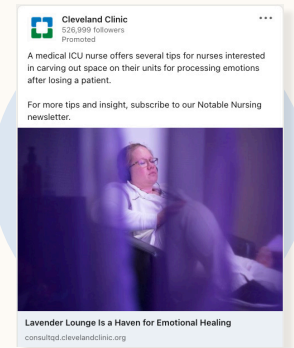 Cleveland Clinic
526,999 followers
Promoted
A medical ICU nurse offers several tips for nurses interested
in carving out space on their units for processing emotions
after losing a patient.
For more tips and insight, subscribe to our Notable Nursing
newsletter.
Lavender Lounge Is a Haven for Emotional Healing
consultqd.clevelandclinic.org